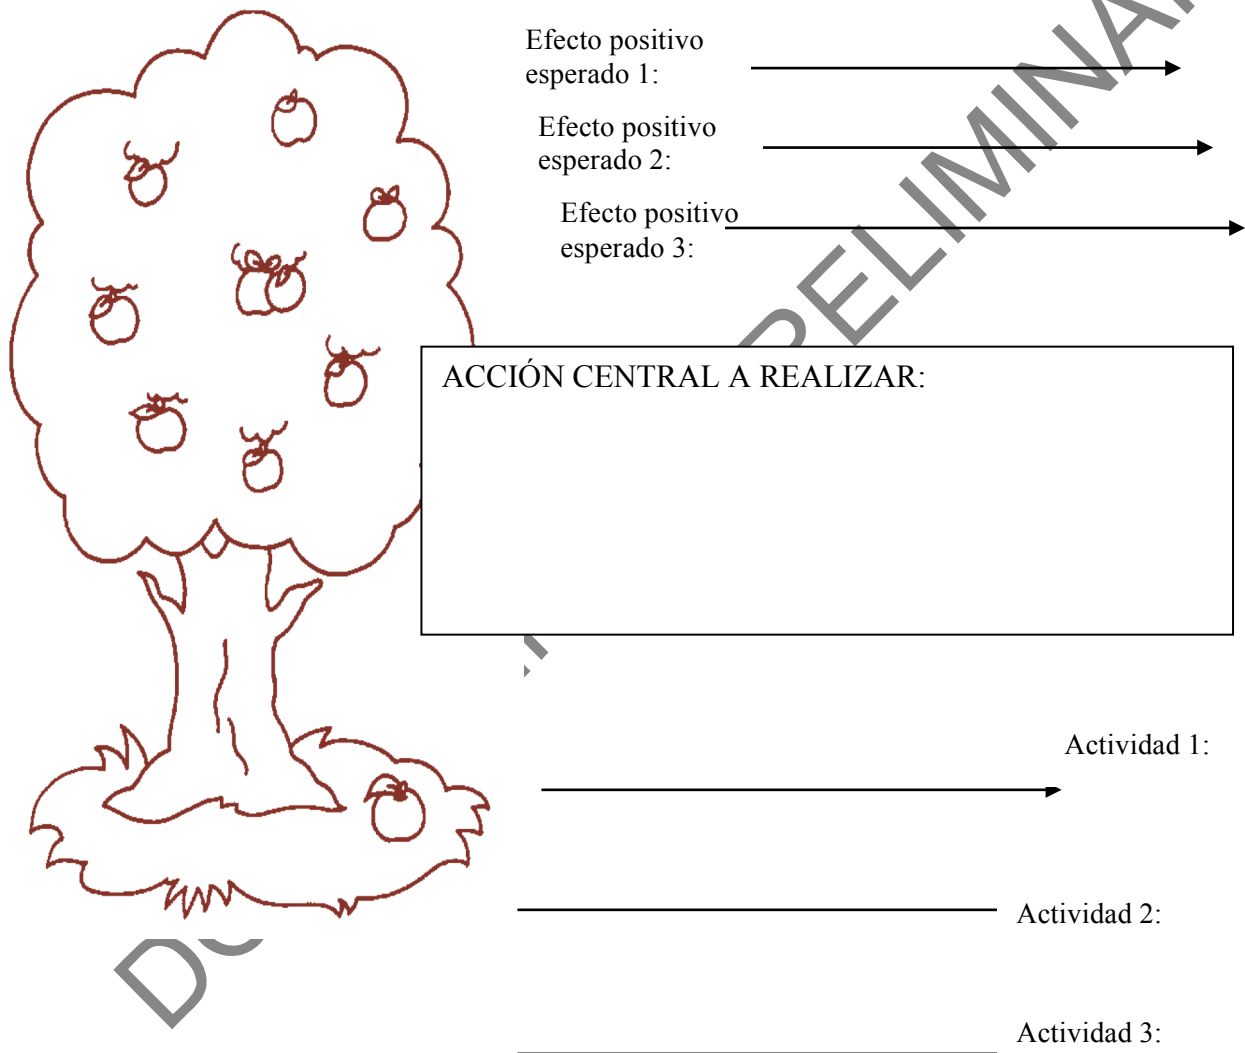 Efecto positivo
esperado 1:
Efecto positivo
esperado 2:
Efecto positivo
esperado 3:
ACCIÓN CENTRAL A REALIZAR:
Actividad 1:
Actividad 2:
Actividad 3: